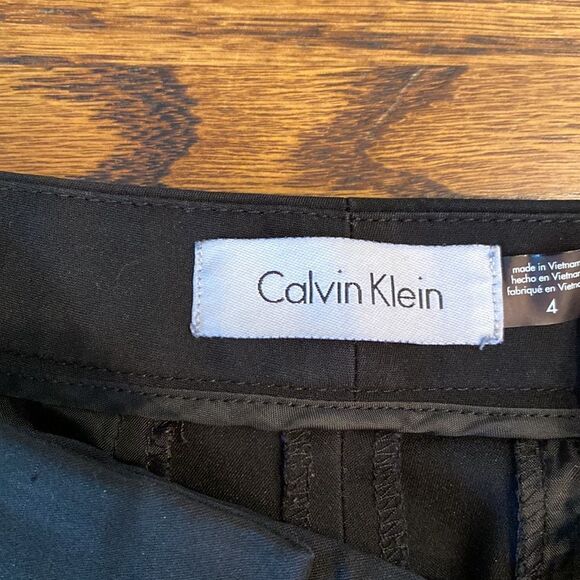 Calvin Klein
made in Vietnam
hecho en Vietnam
fabriqué en Vietnam
4